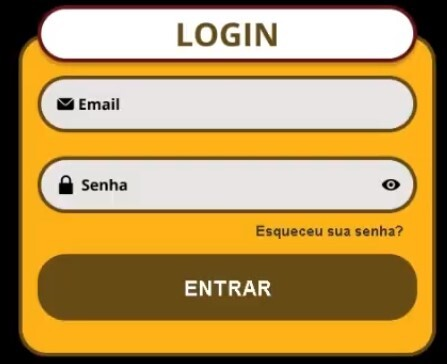 LOGIN
Email
Senha
Esqueceu sua senha?
ENTRAR